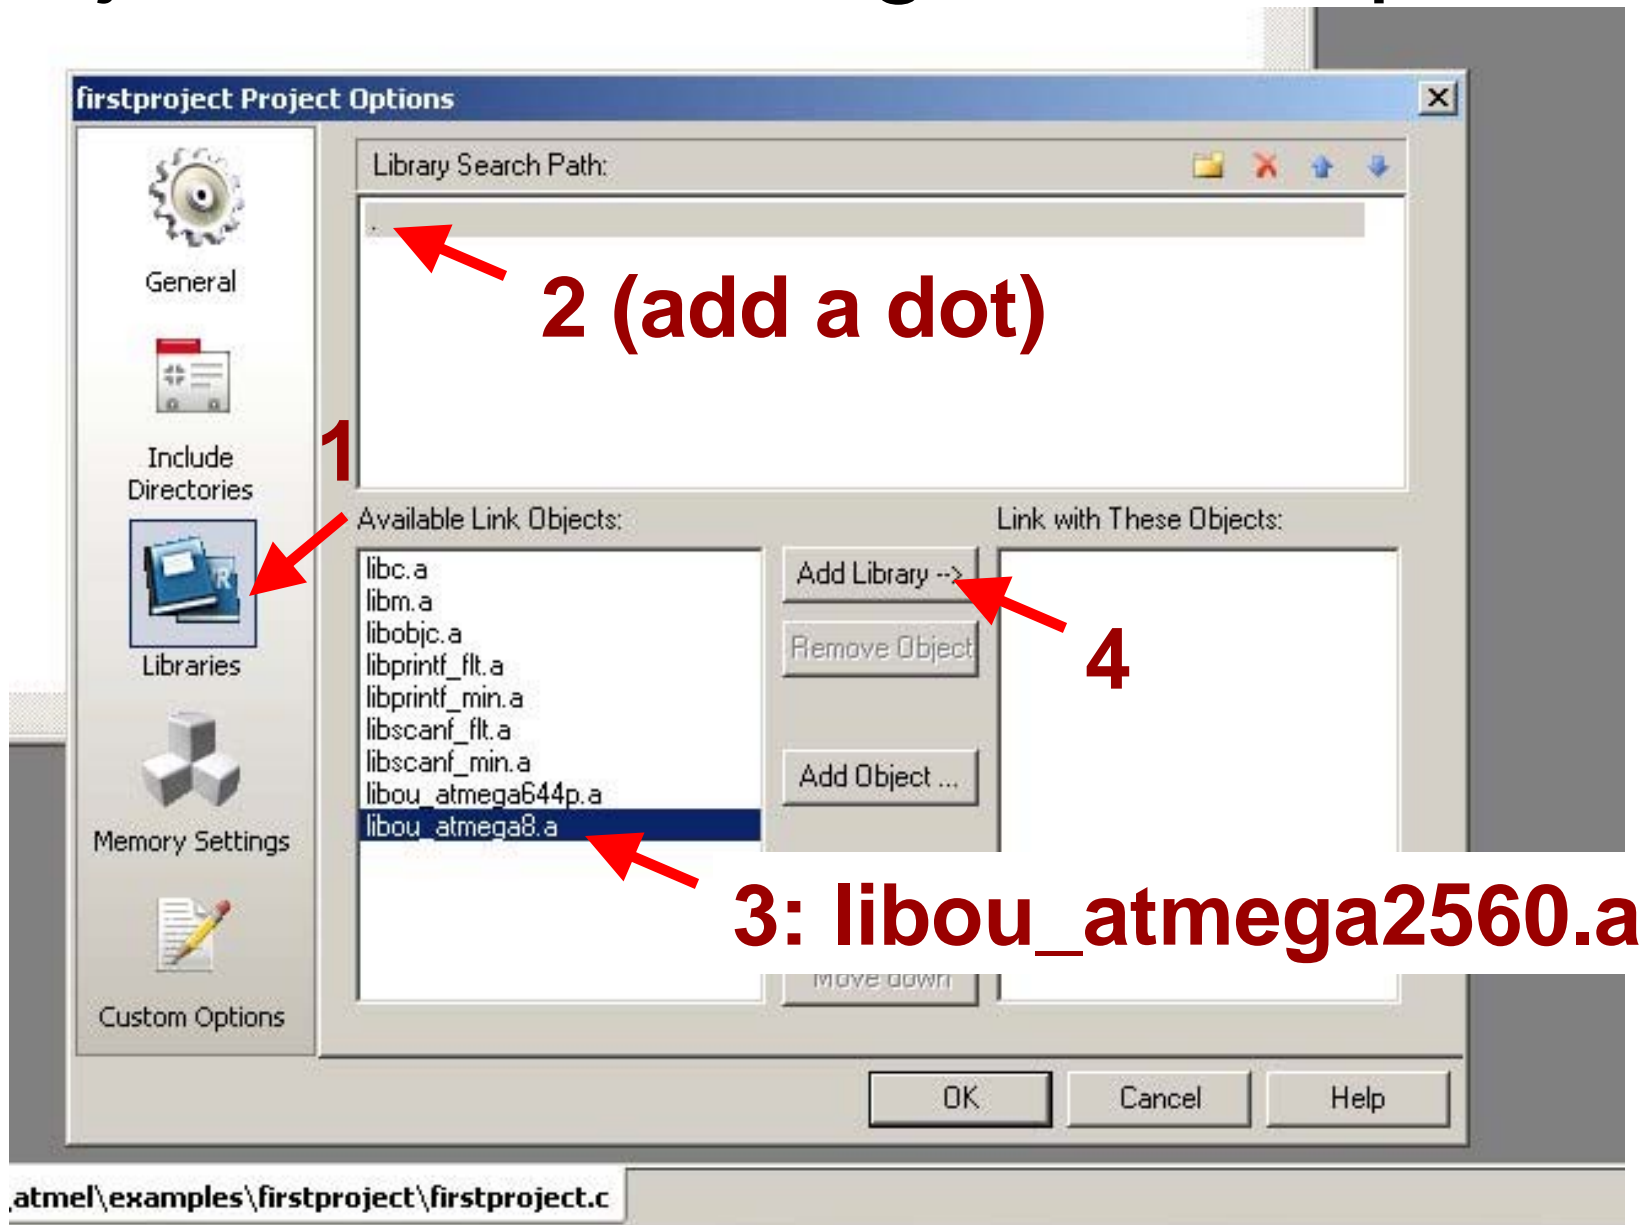 firstproject Project Options
Library Search Path:
.
General
2 (add a dot)
Include
Directories
1
Libraries
Memory Settings
Custom Options
Available Link Objects:
libc.a
libm.a
libobjc.a
libprintf_flt.a
libprintf_min.a
libscanf_flt.a
libscanf_min.a
libou_atmega644p.a
libou_atmega8.a
Add Library -->
Remove Object
Add Object ...
Move down
Link with These Objects:
4
3: libou_atmega2560.a
OK
Cancel
Help
atmel\examples\firstproject\firstproject.c